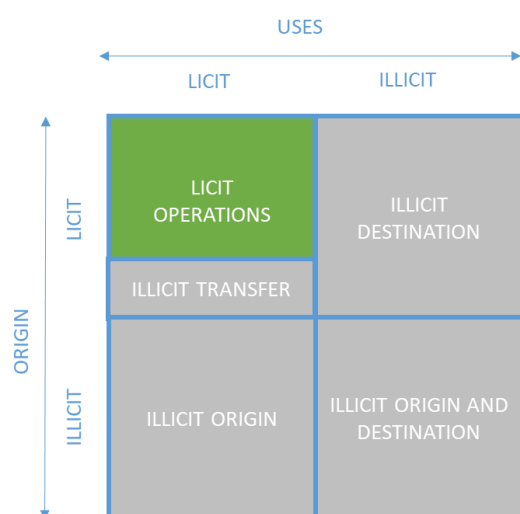 USES
LICIT
ILLICIT
ORIGIN
LICIT
ILLICIT
LICIT
OPERATIONS
ILLICIT
DESTINATION
ILLICIT TRANSFER
ILLICIT ORIGIN
ILLICIT ORIGIN AND
DESTINATION